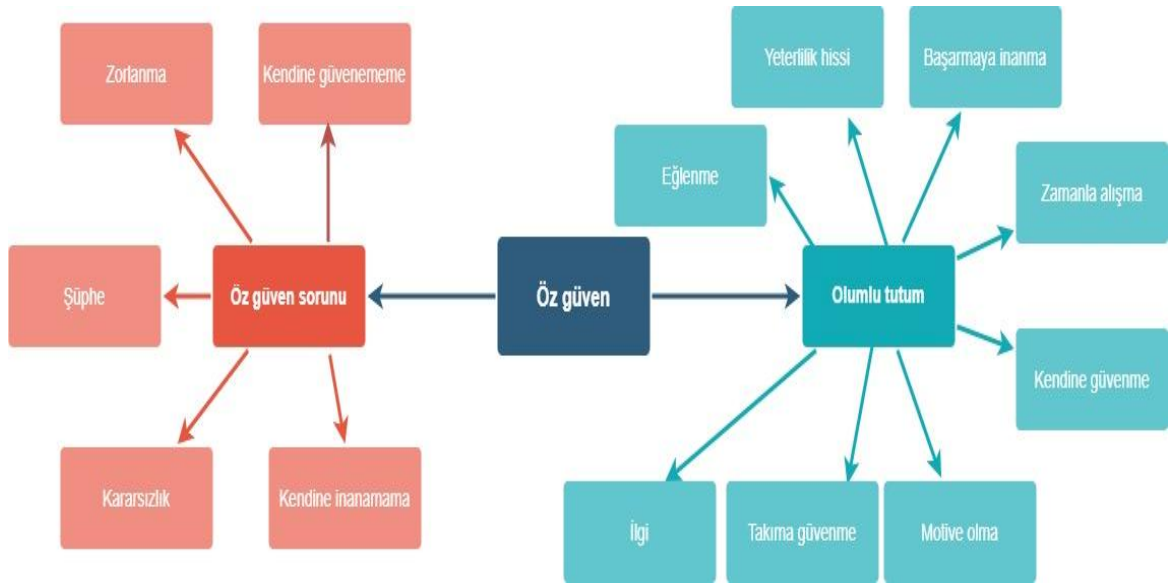 Zorlanma
Kendine güvenememe
Yeterlilik hissi
Başarmaya inanma
Eğlenme
Zamanla alışma
Şüphe
Öz güven sorunu
Öz güven
Olumlu tutum
Kendine güvenme
Kararsızlık
Kendine inanamama
İlgi
Takıma güvenme
Motive olma